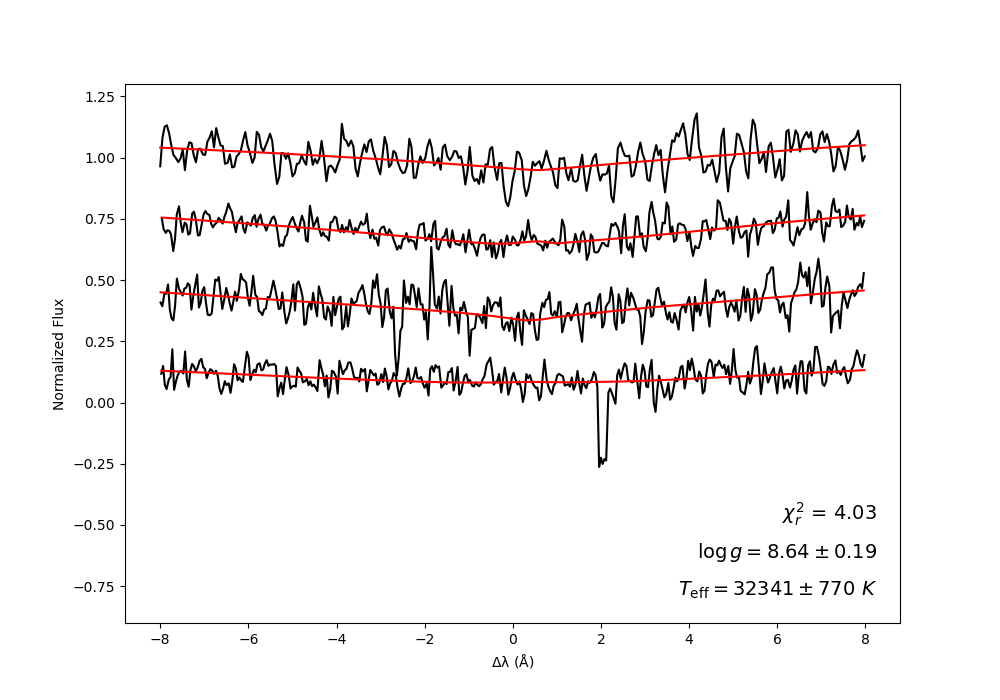 1.25
1.00
0.75
0.50
0.25
0.00
−0.25
−0.50
−0.75
Normalized Flux
χ²ᵣ = 4.03
log g = 8.64 ± 0.19
T_eff = 32341 ± 770 K
−8 −6 −4 −2 0 2 4 6 8
Δλ (Å)